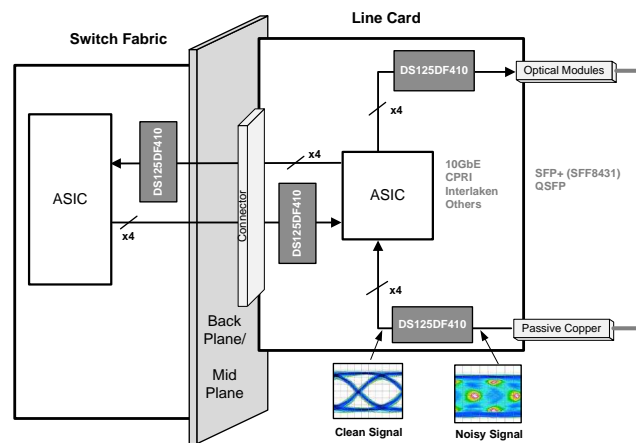 Line Card
Switch Fabric
DS125DF410
Optical Modules
x4
DS125DF410
x4
10GbE
CPRI
Interlaken
Others
SFP+ (SFF8431)
QSFP
ASIC
ASIC
DS125DF410
Connector
x4
x4
Back
Plane/
Mid
Plane
DS125DF410
Passive Copper
Clean Signal
Noisy Signal